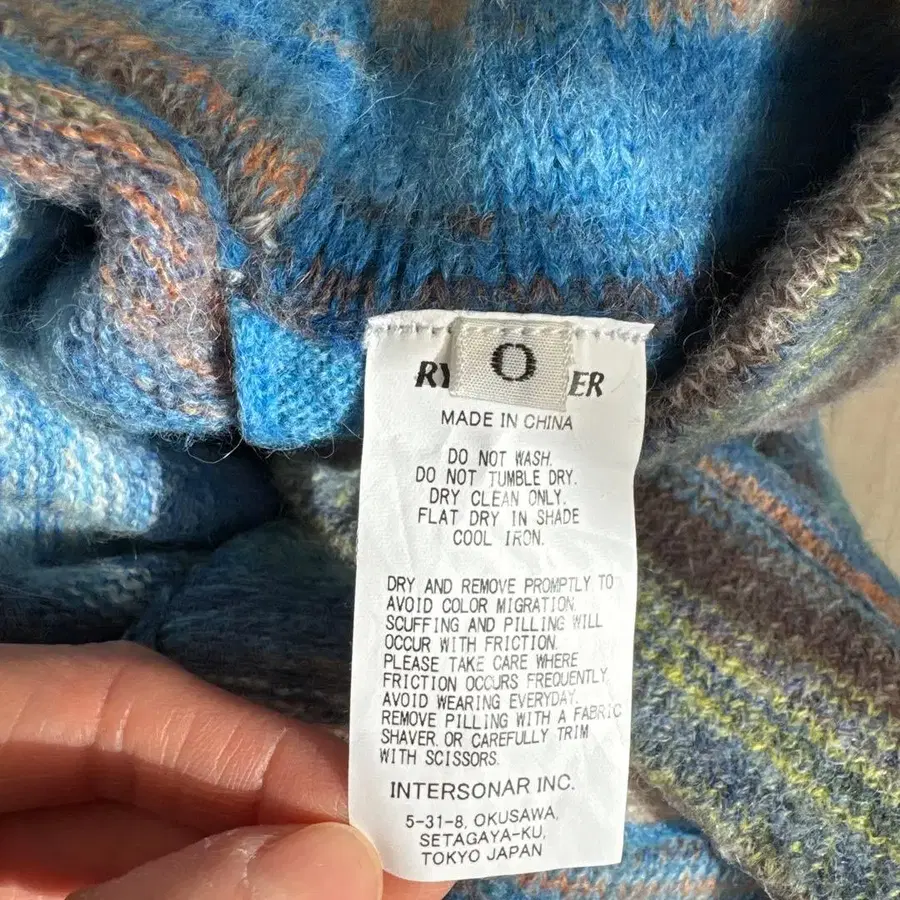 O
RY ER
MADE IN CHINA
DO NOT WASH.
DO NOT TUMBLE DRY.
DRY CLEAN ONLY.
FLAT DRY IN SHADE
COOL IRON.
DRY AND REMOVE PROMPTLY TO
AVOID COLOR MIGRATION.
SCUFFING AND PILLING WILL
OCCUR WITH FRICTION.
PLEASE TAKE CARE WHERE
FRICTION OCCURS FREQUENTLY.
AVOID WEARING EVERYDAY.
REMOVE PILLING WITH A FABRIC
SHAVER OR CAREFULLY TRIM
WITH SCISSORS.
INTERSONAR INC.
5-31-8, OKUSAWA,
SETAGAYA-KU,
TOKYO JAPAN